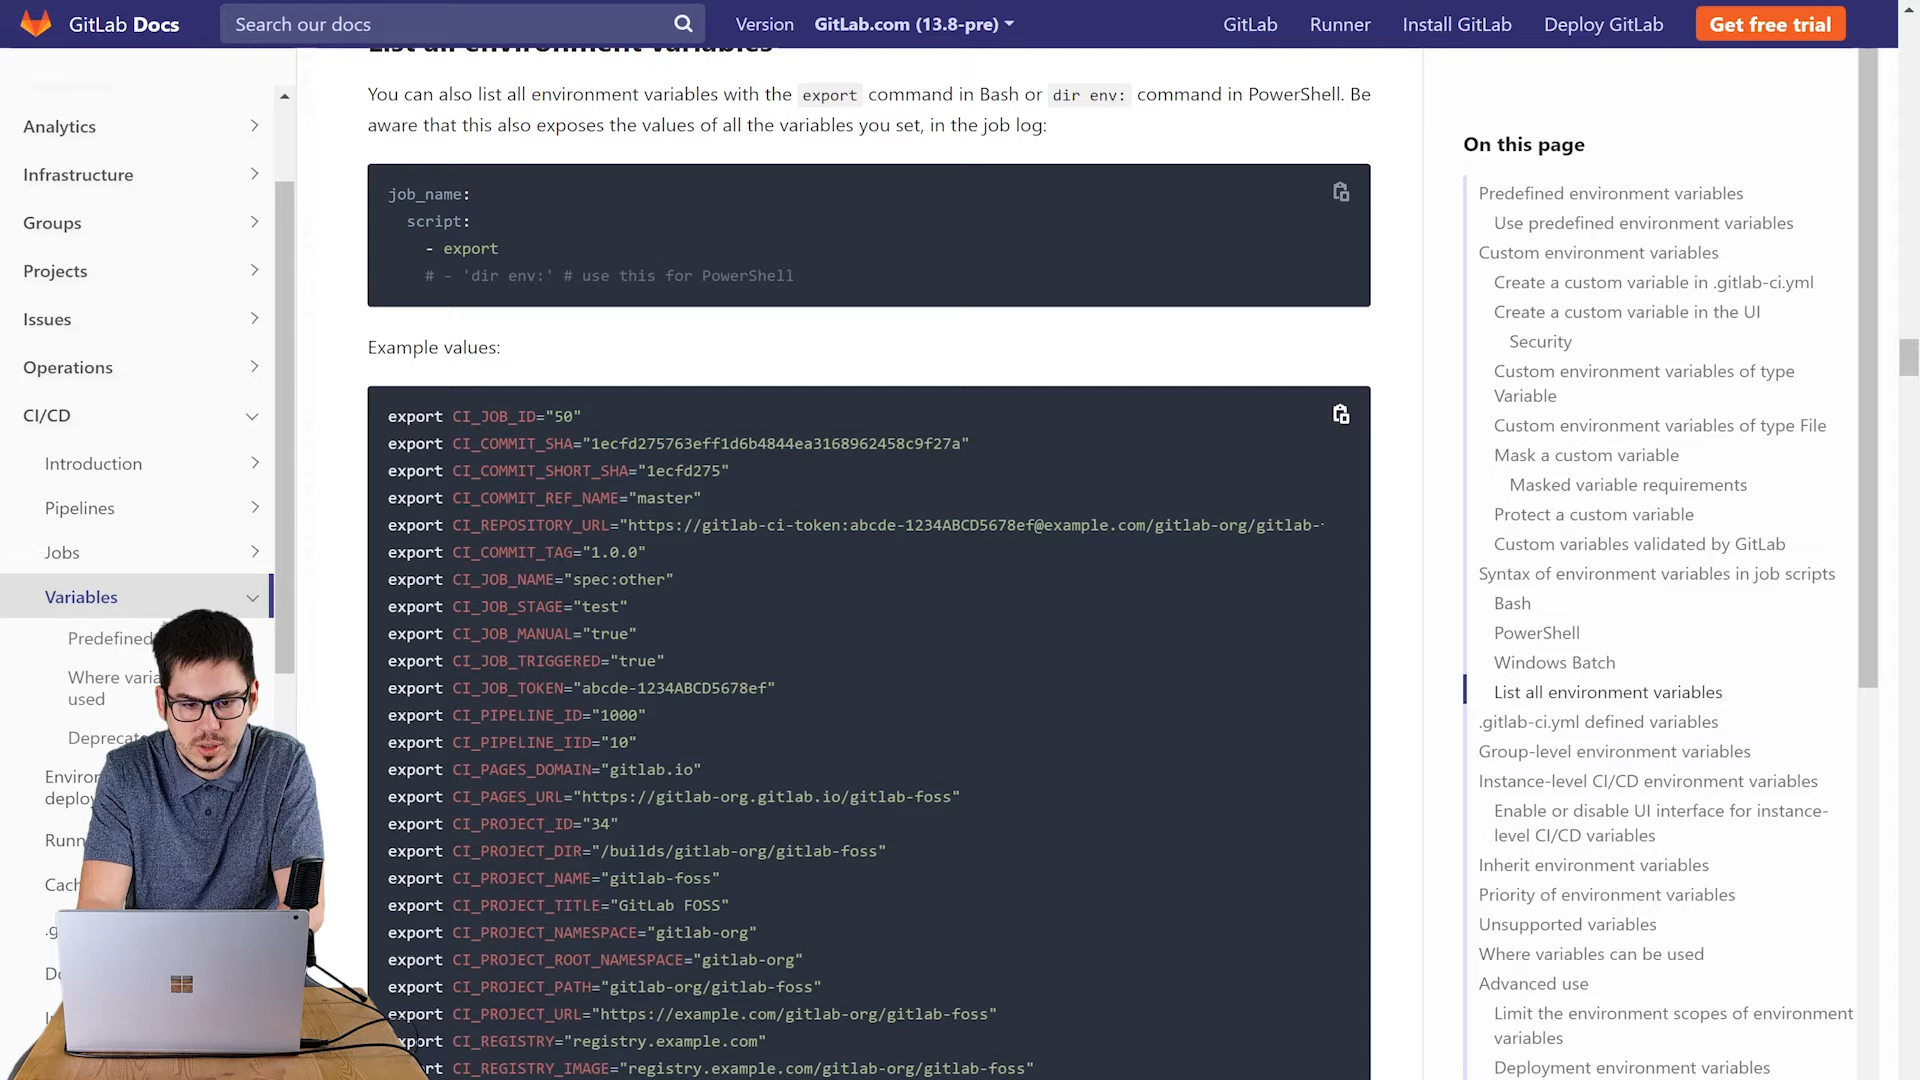 GitLab Docs
Search our docs
Version GitLab.com (13.8-pre)
GitLab
Runner
Install GitLab
Deploy GitLab
Get free trial
List all environment variables
You can also list all environment variables with the export command in Bash or dir env: command in PowerShell. Be
aware that this also exposes the values of all the variables you set, in the job log:
job_name:
script:
- export
# - 'dir env:' # use this for PowerShell
Example values:
export CI_JOB_ID="50"
export CI_COMMIT_SHA="1ecfd275763eff1d6b4844ea3168962458c9f27a"
export CI_COMMIT_SHORT_SHA="1ecfd275"
export CI_COMMIT_REF_NAME="master"
export CI_REPOSITORY_URL="https://gitlab-ci-token:abcde-1234ABCD5678ef@example.com/gitlab-org/gitlab-
export CI_COMMIT_TAG="1.0.0"
export CI_JOB_NAME="spec:other"
export CI_JOB_STAGE="test"
export CI_JOB_MANUAL="true"
export CI_JOB_TRIGGERED="true"
export CI_JOB_TOKEN="abcde-1234ABCD5678ef"
export CI_PIPELINE_ID="1000"
export CI_PIPELINE_IID="10"
export CI_PAGES_DOMAIN="gitlab.io"
export CI_PAGES_URL="https://gitlab-org.gitlab.io/gitlab-foss"
export CI_PROJECT_ID="34"
export CI_PROJECT_DIR="/builds/gitlab-org/gitlab-foss"
export CI_PROJECT_NAME="gitlab-foss"
export CI_PROJECT_TITLE="GitLab FOSS"
export CI_PROJECT_NAMESPACE="gitlab-org"
export CI_PROJECT_ROOT_NAMESPACE="gitlab-org"
export CI_PROJECT_PATH="gitlab-org/gitlab-foss"
export CI_PROJECT_URL="https://example.com/gitlab-org/gitlab-foss"
xport CI_REGISTRY="registry.example.com"
rt CI_REGISTRY_IMAGE="registry.example.com/gitlab-org/gitlab-foss"
Analytics
Infrastructure
Groups
Projects
Issues
Operations
CI/CD
Introduction
Pipelines
Jobs
Variables
Predefined
Where varia
used
Deprecat
Environ
deploy
Runn
Cach
.g
Do
On this page
Predefined environment variables
Use predefined environment variables
Custom environment variables
Create a custom variable in .gitlab-ci.yml
Create a custom variable in the UI
Security
Custom environment variables of type
Variable
Custom environment variables of type File
Mask a custom variable
Masked variable requirements
Protect a custom variable
Custom variables validated by GitLab
Syntax of environment variables in job scripts
Bash
PowerShell
Windows Batch
List all environment variables
.gitlab-ci.yml defined variables
Group-level environment variables
Instance-level CI/CD environment variables
Enable or disable UI interface for instance-
level CI/CD variables
Inherit environment variables
Priority of environment variables
Unsupported variables
Where variables can be used
Advanced use
Limit the environment scopes of environment
variables
Deployment environment variables